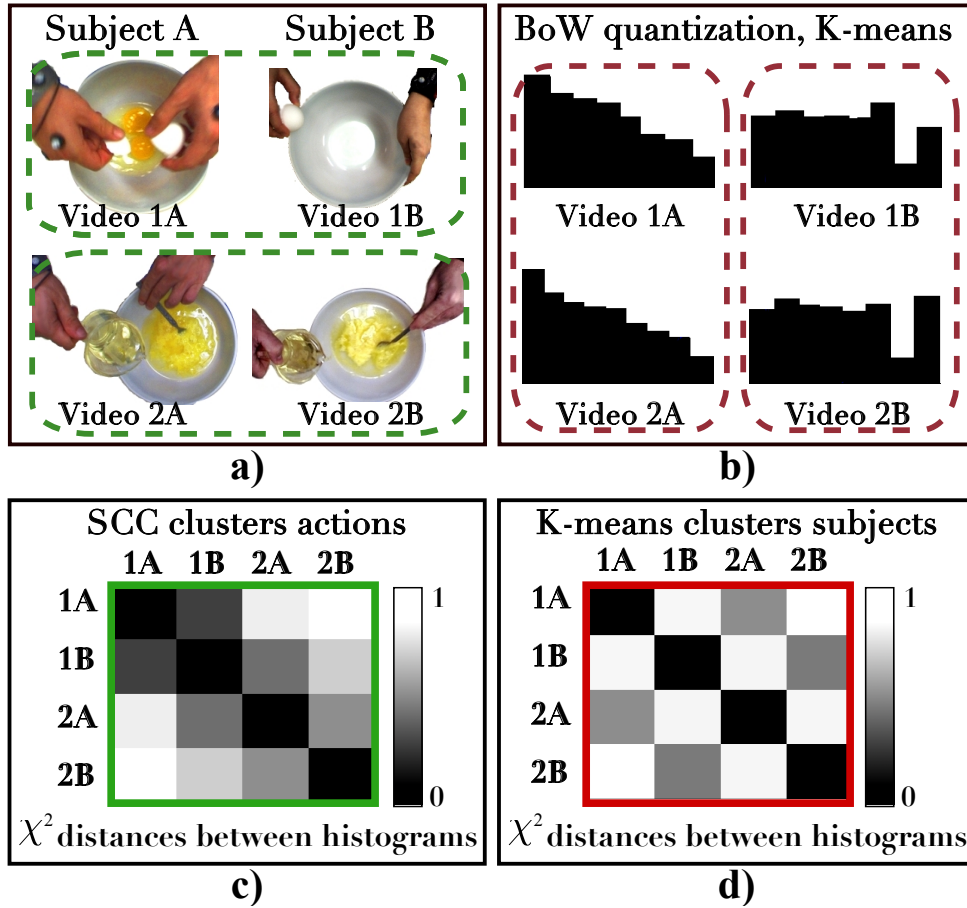 Subject A Subject B
Video 1A Video 1B
Video 2A Video 2B
a)
BoW quantization, K-means
Video 1A Video 1B
Video 2A Video 2B
b)
SCC clusters actions
1A 1B 2A 2B
1A
1B
2A
2B
1
0
χ² distances between histograms
c)
K-means clusters subjects
1A 1B 2A 2B
1A
1B
2A
2B
1
0
χ² distances between histograms
d)